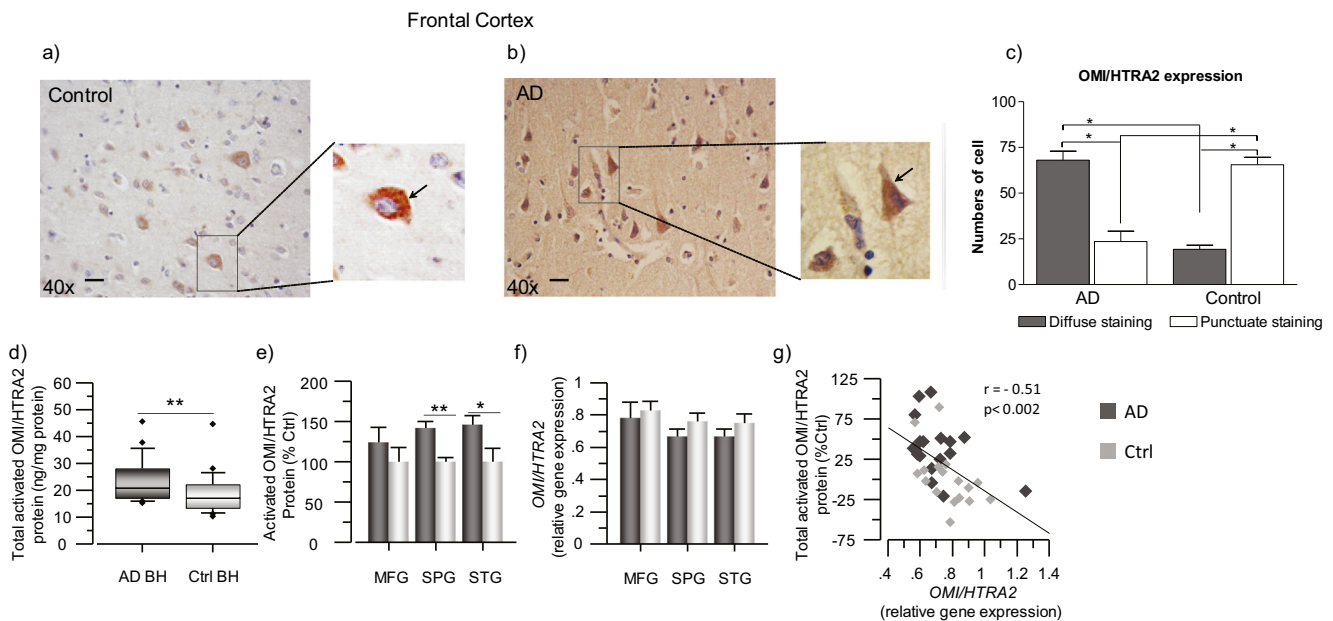 Frontal Cortex
a)
Control
40x
b)
AD
40x
c)
OMI/HTRA2 expression
Numbers of cell
100
75
50
25
0
*
*
*
*
AD Control
Diffuse staining Punctuate staining
d)
Total activated OMI/HTRA2
protein (ng/mg protein)
60
50
40
30
20
10
0
**
AD BH Ctrl BH
e)
Activated OMI/HTRA2
Protein (% Ctrl)
200
150
100
50
0
** *
MFG SPG STG
f)
OMI/HTRA2
(relative gene expression)
1
.8
.6
.4
.2
0
MFG SPG STG
g)
Total activated OMI/HTRA2
protein (%Ctrl)
125
75
25
-25
-75
r = - 0.51
p< 0.002
AD
Ctrl
.4 .6 .8 1 1.2 1.4
OMI/HTRA2
(relative gene expression)